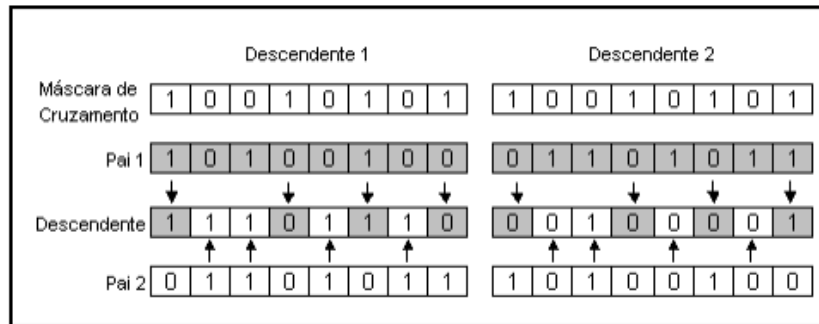 Descendente 1 Descendente 2
Máscara de
Cruzamento 1 0 0 1 0 1 0 1 1 0 0 1 0 1 0 1
Pai 1 1 0 1 0 0 1 0 0 0 1 1 0 1 0 1 1
Descendente 1 1 1 0 1 1 1 0 0 0 1 0 0 0 0 1
Pai 2 0 1 1 0 1 0 1 1 1 0 1 0 0 1 0 0